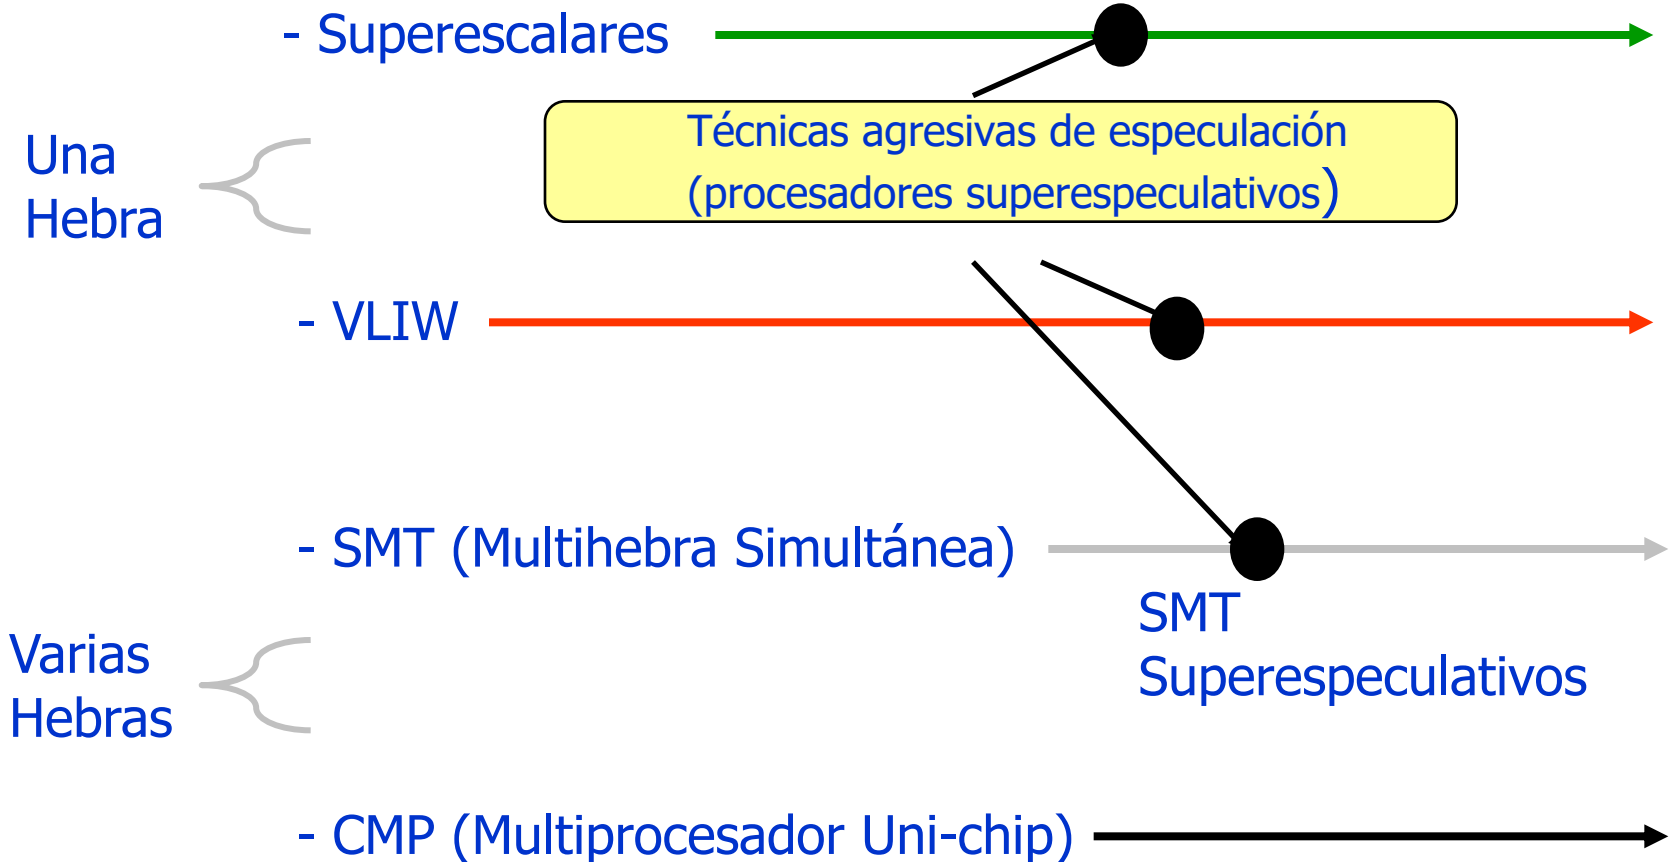 - Superescalares
Técnicas agresivas de especulación
(procesadores superespeculativos)
Una
Hebra
- VLIW
- SMT (Multihebra Simultánea)
SMT
Superespeculativos
Varias
Hebras
- CMP (Multiprocesador Uni-chip)